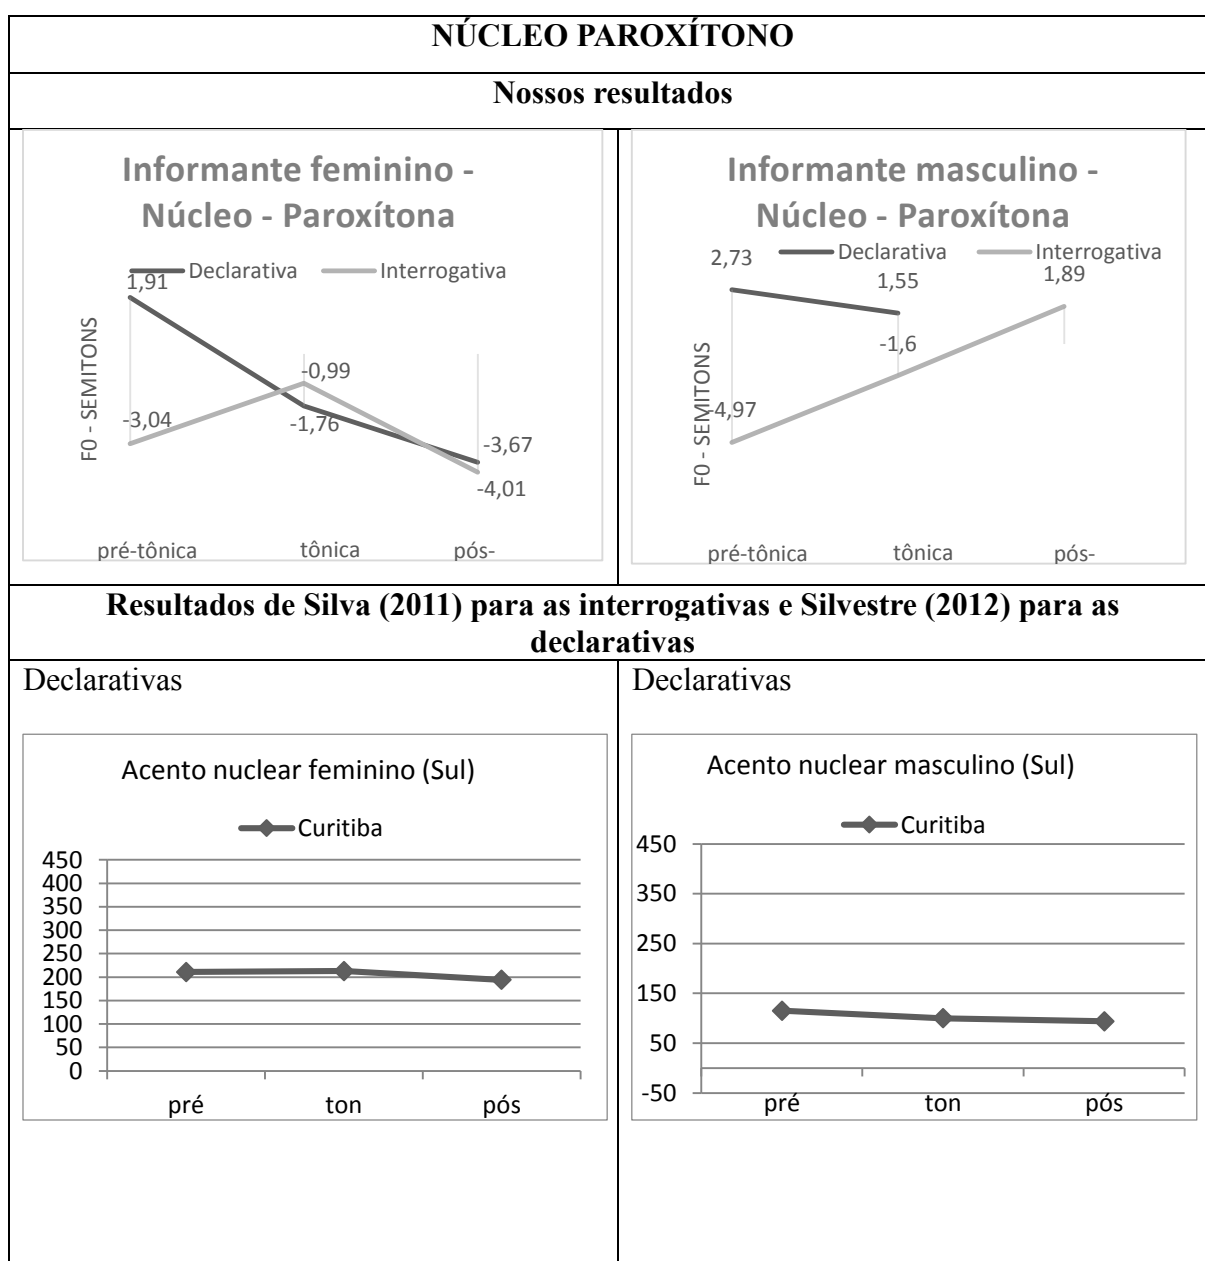 NÚCLEO PAROXÍTONO
Nossos resultados
Informante feminino -
Núcleo - Paroxítona
Declarativa
Interrogativa
1,91
-3,04
-0,99
-1,76
-3,67
-4,01
F0 - SEMITONS
pré-tônica
tônica
pós-
Informante masculino -
Núcleo - Paroxítona
Declarativa
Interrogativa
2,73
1,55
1,89
-1,6
-4,97
F0 - SEMITONS
pré-tônica
tônica
pós-
Resultados de Silva (2011) para as interrogativas e Silvestre (2012) para as
declarativas
Declarativas
Acento nuclear feminino (Sul)
Curitiba
450
400
350
300
250
200
150
100
50
0
pré
ton
pós
Declarativas
Acento nuclear masculino (Sul)
Curitiba
450
350
250
150
50
-50
pré
ton
pós